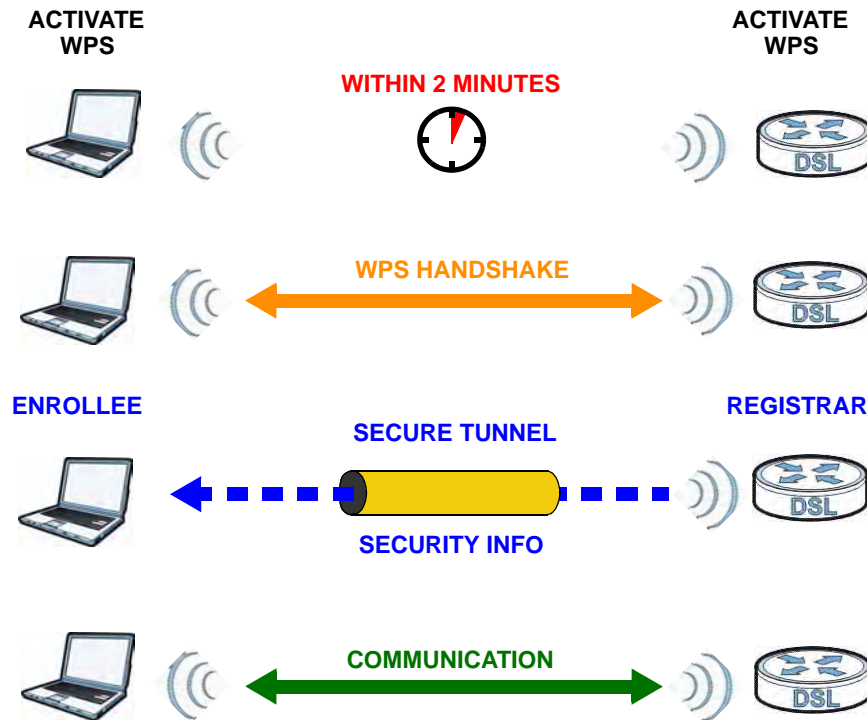 ACTIVATE
WPS
ACTIVATE
WPS
WITHIN 2 MINUTES
DSL
WPS HANDSHAKE
DSL
ENROLLEE
REGISTRAR
SECURE TUNNEL
DSL
SECURITY INFO
COMMUNICATION
DSL